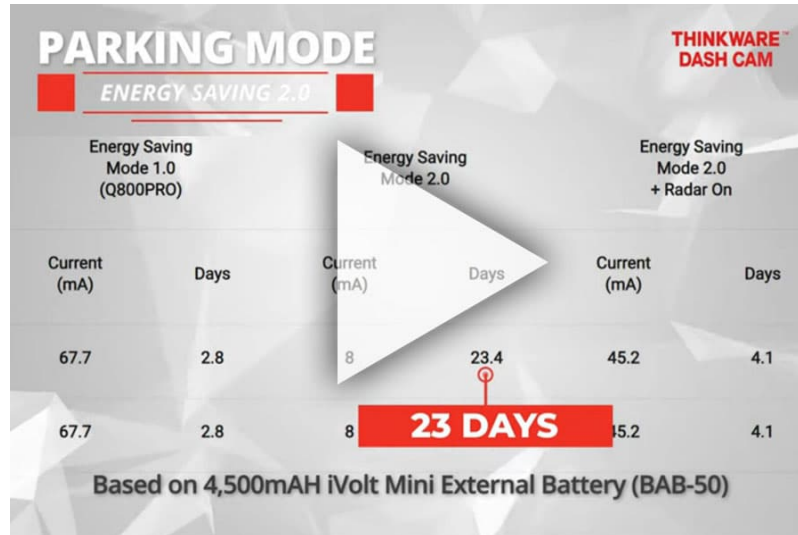 PARKING MODE
ENERGY SAVING 2.0
THINKWARE™
DASH CAM
Energy Saving
Mode 1.0
(Q800PRO)
Energy Saving
Mode 2.0
Energy Saving
Mode 2.0
+ Radar On
Current
(mA)
Days
Current
(mA)
Days
Current
(mA)
Days
67.7 2.8 8 23.4 45.2 4.1
67.7 2.8 8 23 DAYS 4.1
Based on 4,500mAH iVolt Mini External Battery (BAB-50)